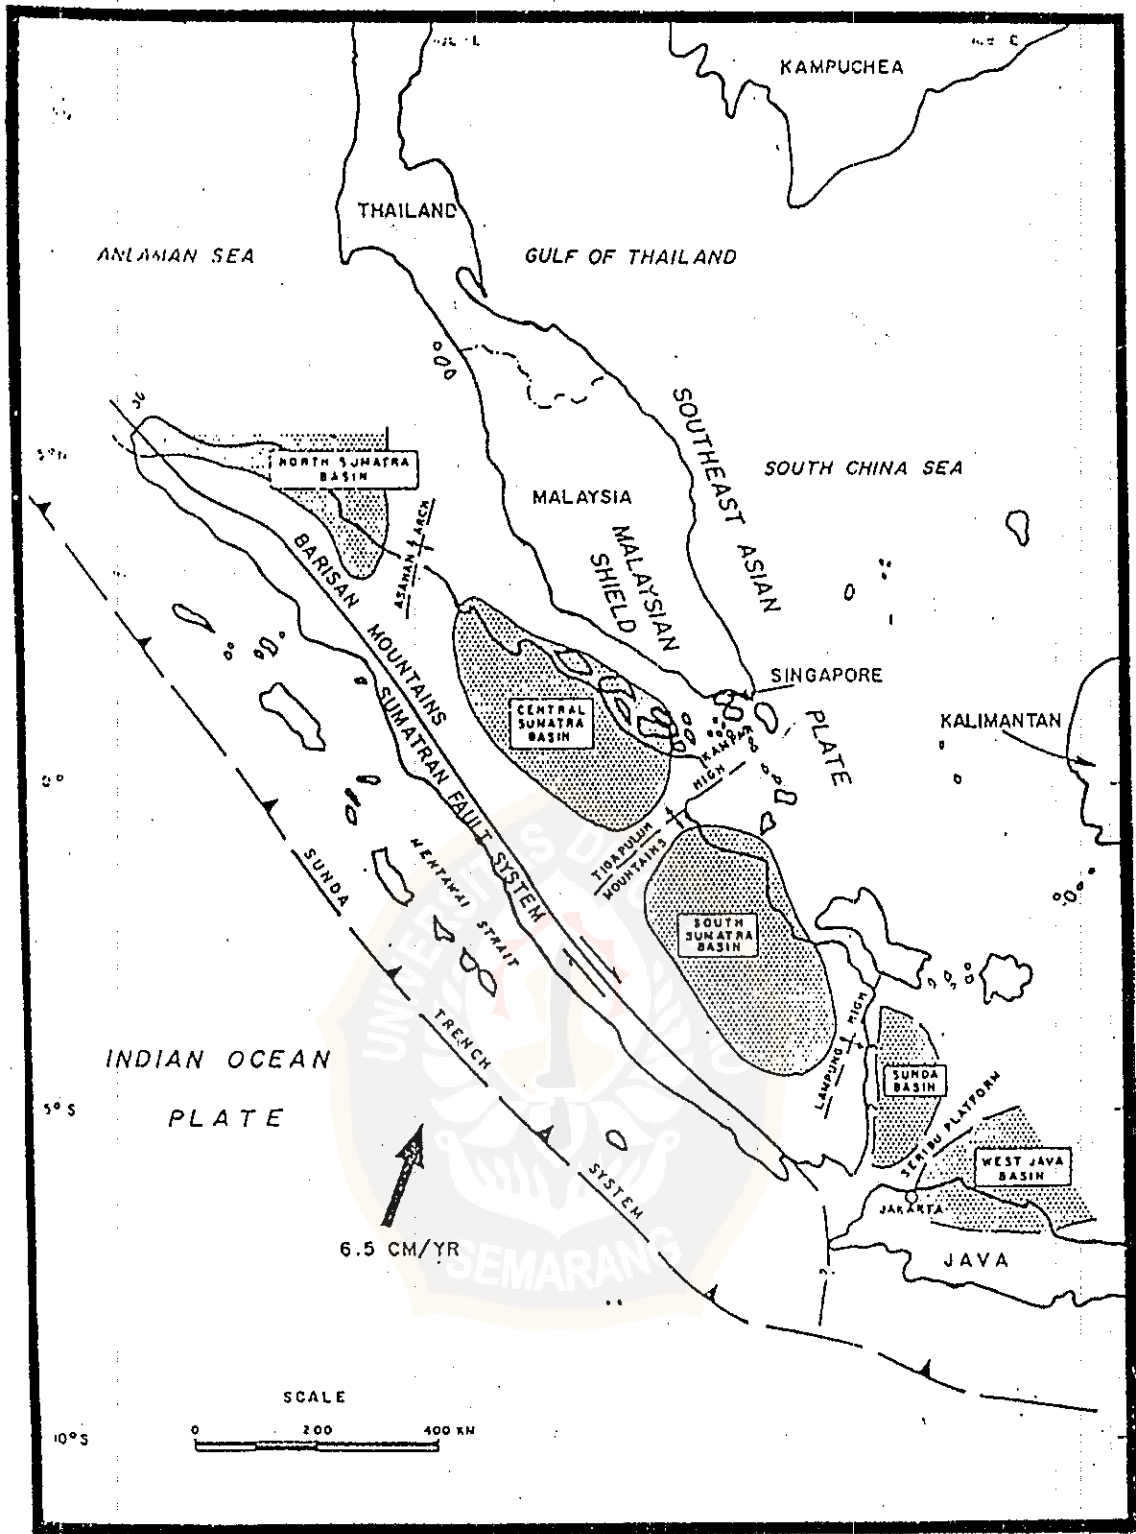 KAMPUCHEA
THAILAND
ANLAMAN SEA
GULF OF THAILAND
NORTH SUMATRA
BASIN
SOUTHEAST ASIAN
PLATE
SOUTH CHINA SEA
MALAYSIA
MALAYSIAN
SHIELD
ASAHAN ARCH
BARISAN
MOUNTAINS
SUMATRAN FAULT SYSTEM
SINGAPORE
CENTRAL
SUMATRA
BASIN
KAMPAR
HIGH
KALIMANTAN
0°
TIGAPULUH
MOUNTAINS
SUNDA
TRENCH
SYSTEM
MENTAWAI STRAIT
SOUTH
SUMATRA
BASIN
LAMPUNG HIGH
SUNDA
BASIN
INDIAN OCEAN
PLATE
5°S
SERIBU PLATFORM
WEST JAVA
BASIN
JAKARTA
JAVA
6.5 CM/YR
?
SCALE
0 200 400 KM
10°S
SEMARANG